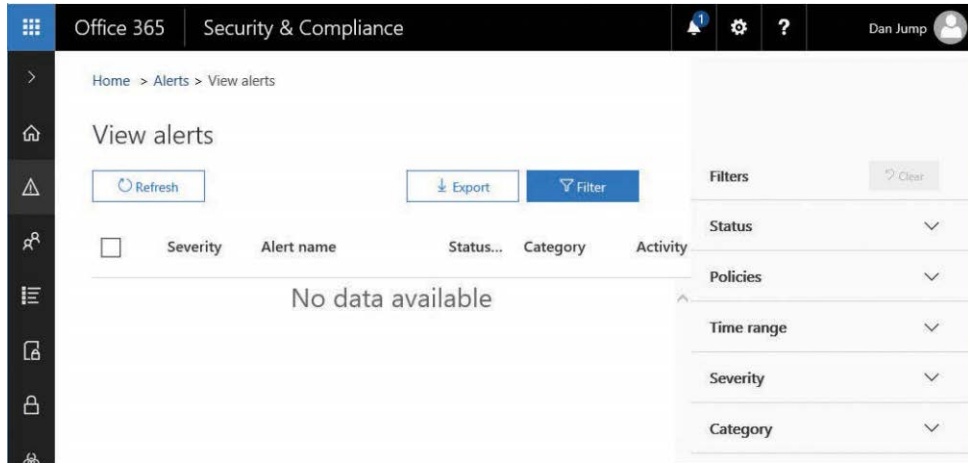 Office 365 Security & Compliance 1 ? Dan Jump
Home > Alerts > View alerts
View alerts
Refresh Export Filter
Severity Alert name Status... Category Activity
No data available
Filters Clear
Status
Policies
Time range
Severity
Category